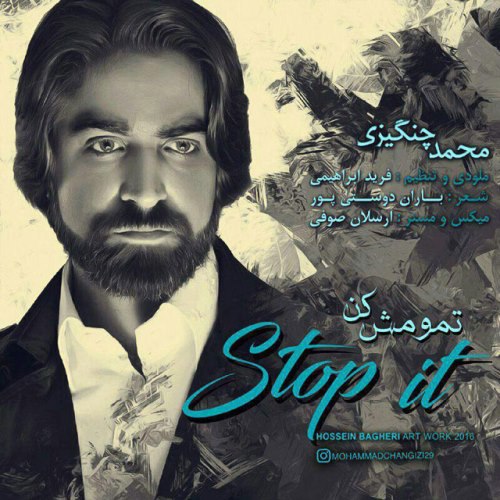 محمد چنگیزی
ملودی و تنظیم : فرید ابراهیمی
شعر : باران دوستی پور
میکس و مستر : ارسلان صوفی
تمومش کن
Stop it
HOSSEIN BAGHERI ART WORK 2016
MOHAMMADCHANGIZI29